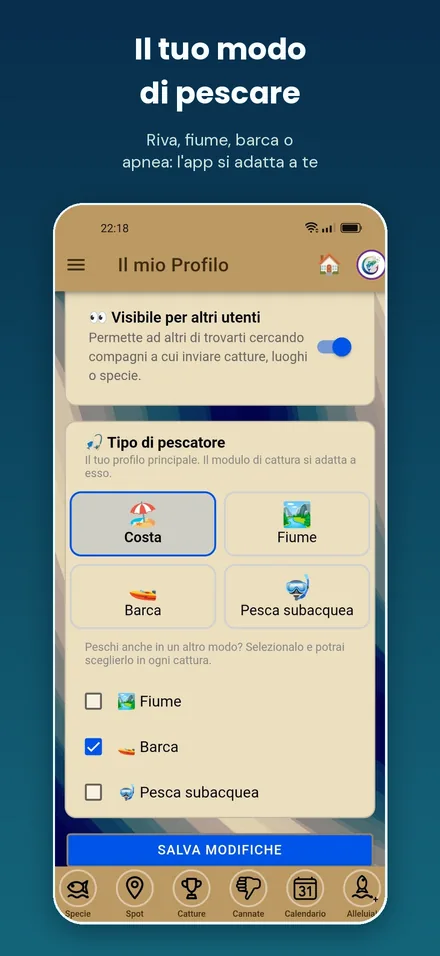 Il tuo modo
di pescare
Riva, fiume, barca o
apnea: l'app si adatta a te
22:18
Il mio Profilo
Visibile per altri utenti
Permette ad altri di trovarti cercando
compagni a cui inviare catture, luoghi
o specie.
Tipo di pescatore
Il tuo profilo principale. Il modulo di cattura si adatta a
esso.
Costa
Fiume
Barca
Pesca subacquea
Peschi anche in un altro modo? Selezionalo e potrai
sceglierlo in ogni cattura.
Fiume
Barca
Pesca subacquea
SALVA MODIFICHE
31
Specie
Spot
Catture
Cannate
Calendario
Alleluia!